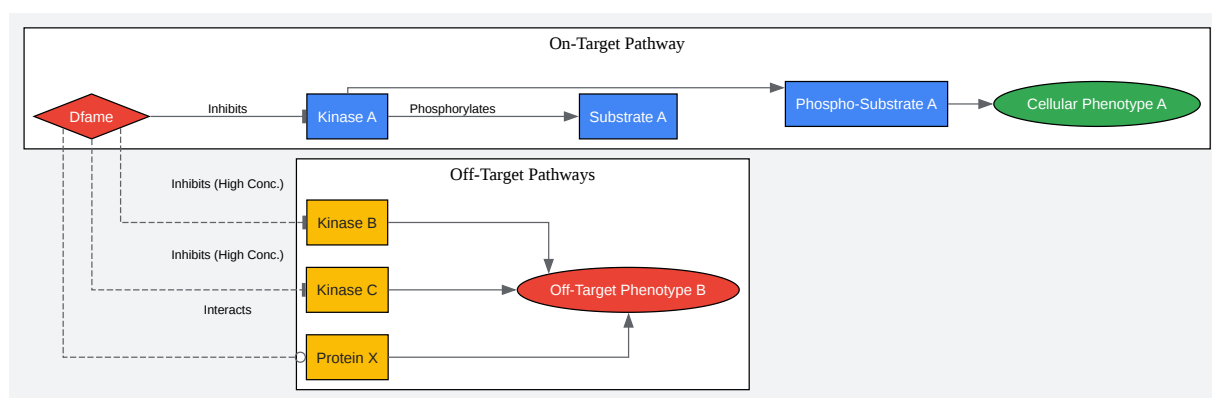 On-Target Pathway
Dfame
Inhibits
Kinase A
Phosphorylates
Substrate A
Phospho-Substrate A
Cellular Phenotype A
Off-Target Pathways
Inhibits (High Conc.)
Kinase B
Inhibits (High Conc.)
Kinase C
Off-Target Phenotype B
Interacts
Protein X